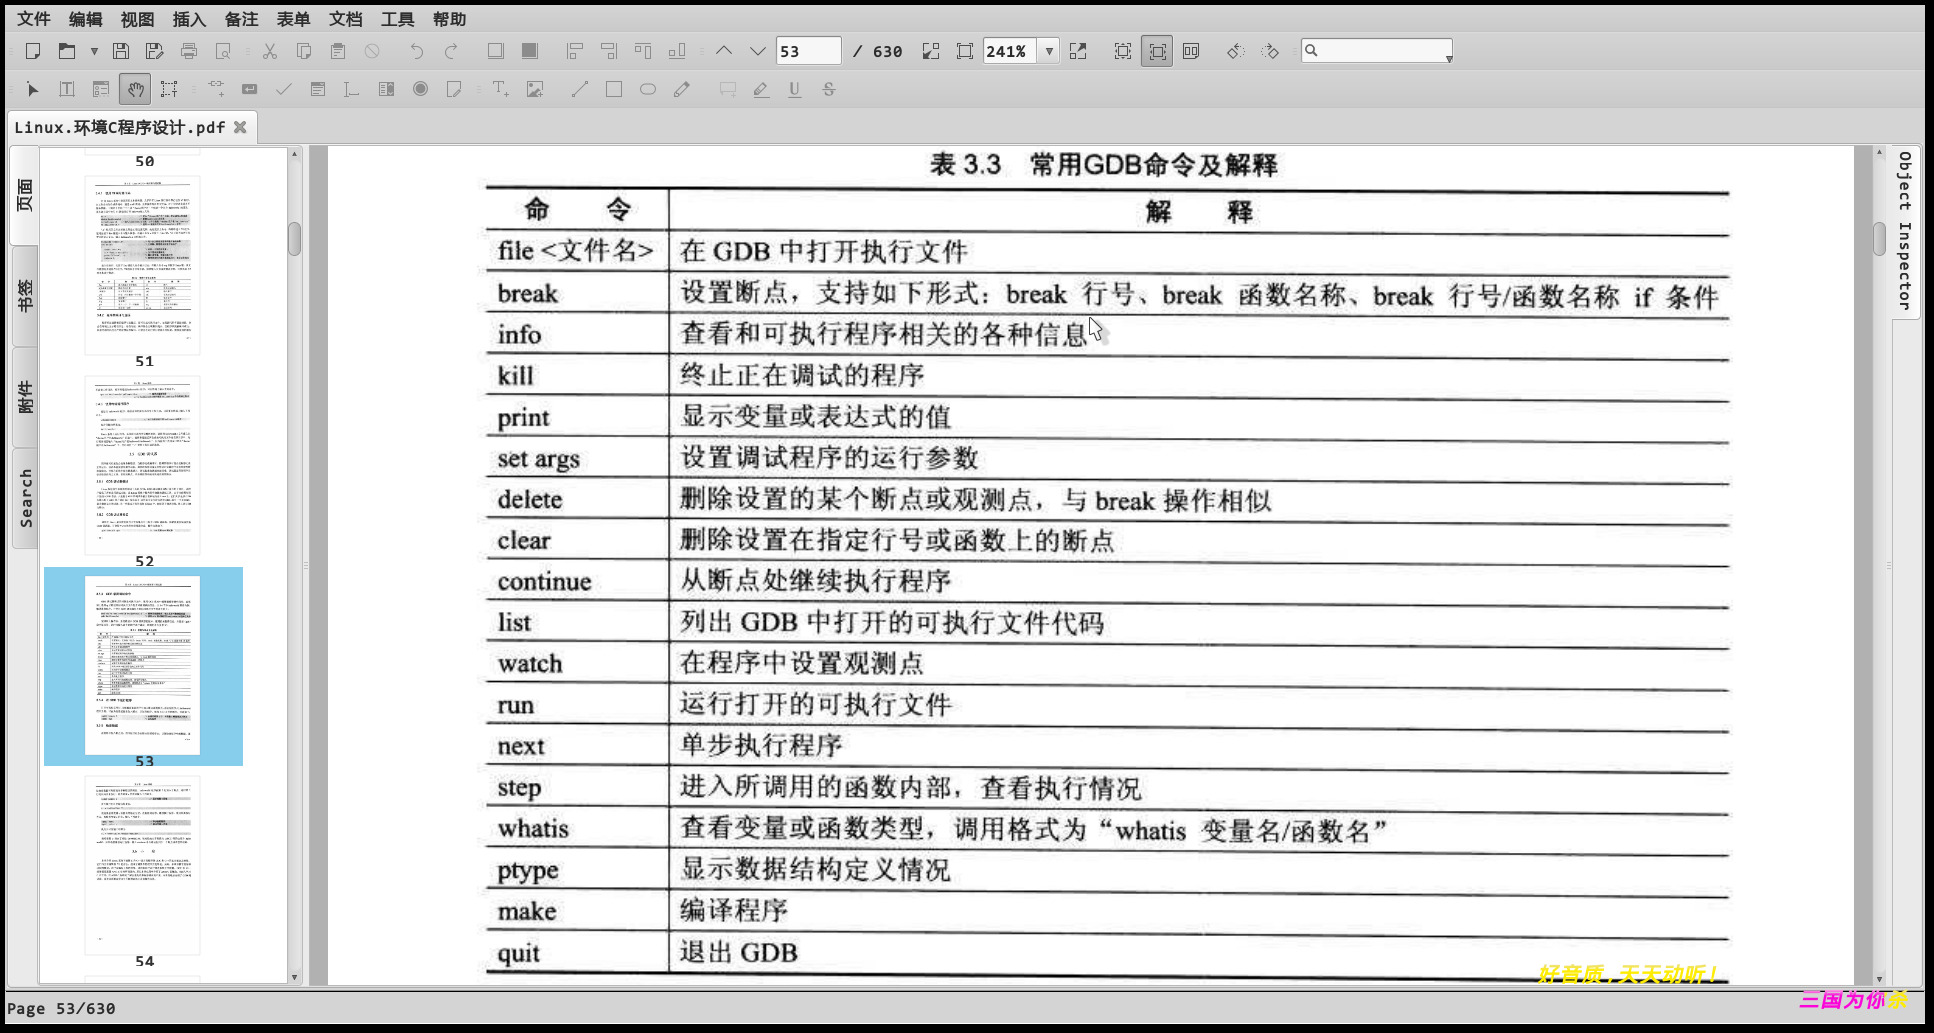 文件 编辑 视图 插入 备注 表单 文档 工具 帮助
53 / 630 241%
Linux.环境C程序设计.pdf
页面
书签
附件
Search
50
51
52
53
54
表 3.3 常用GDB命令及解释
命 令 解 释
file <文件名> 在 GDB 中打开执行文件
break 设置断点，支持如下形式：break 行号、break 函数名称、break 行号/函数名称 if 条件
info 查看和可执行程序相关的各种信息
kill 终止正在调试的程序
print 显示变量或表达式的值
set args 设置调试程序的运行参数
delete 删除设置的某个断点或观测点，与 break 操作相似
clear 删除设置在指定行号或函数上的断点
continue 从断点处继续执行程序
list 列出 GDB 中打开的可执行文件代码
watch 在程序中设置观测点
run 运行打开的可执行文件
next 单步执行程序
step 进入所调用的函数内部，查看执行情况
whatis 查看变量或函数类型，调用格式为“whatis 变量名/函数名”
ptype 显示数据结构定义情况
make 编译程序
quit 退出 GDB
Object Inspector
好音质,天天动听!
三国为你杀
Page 53/630